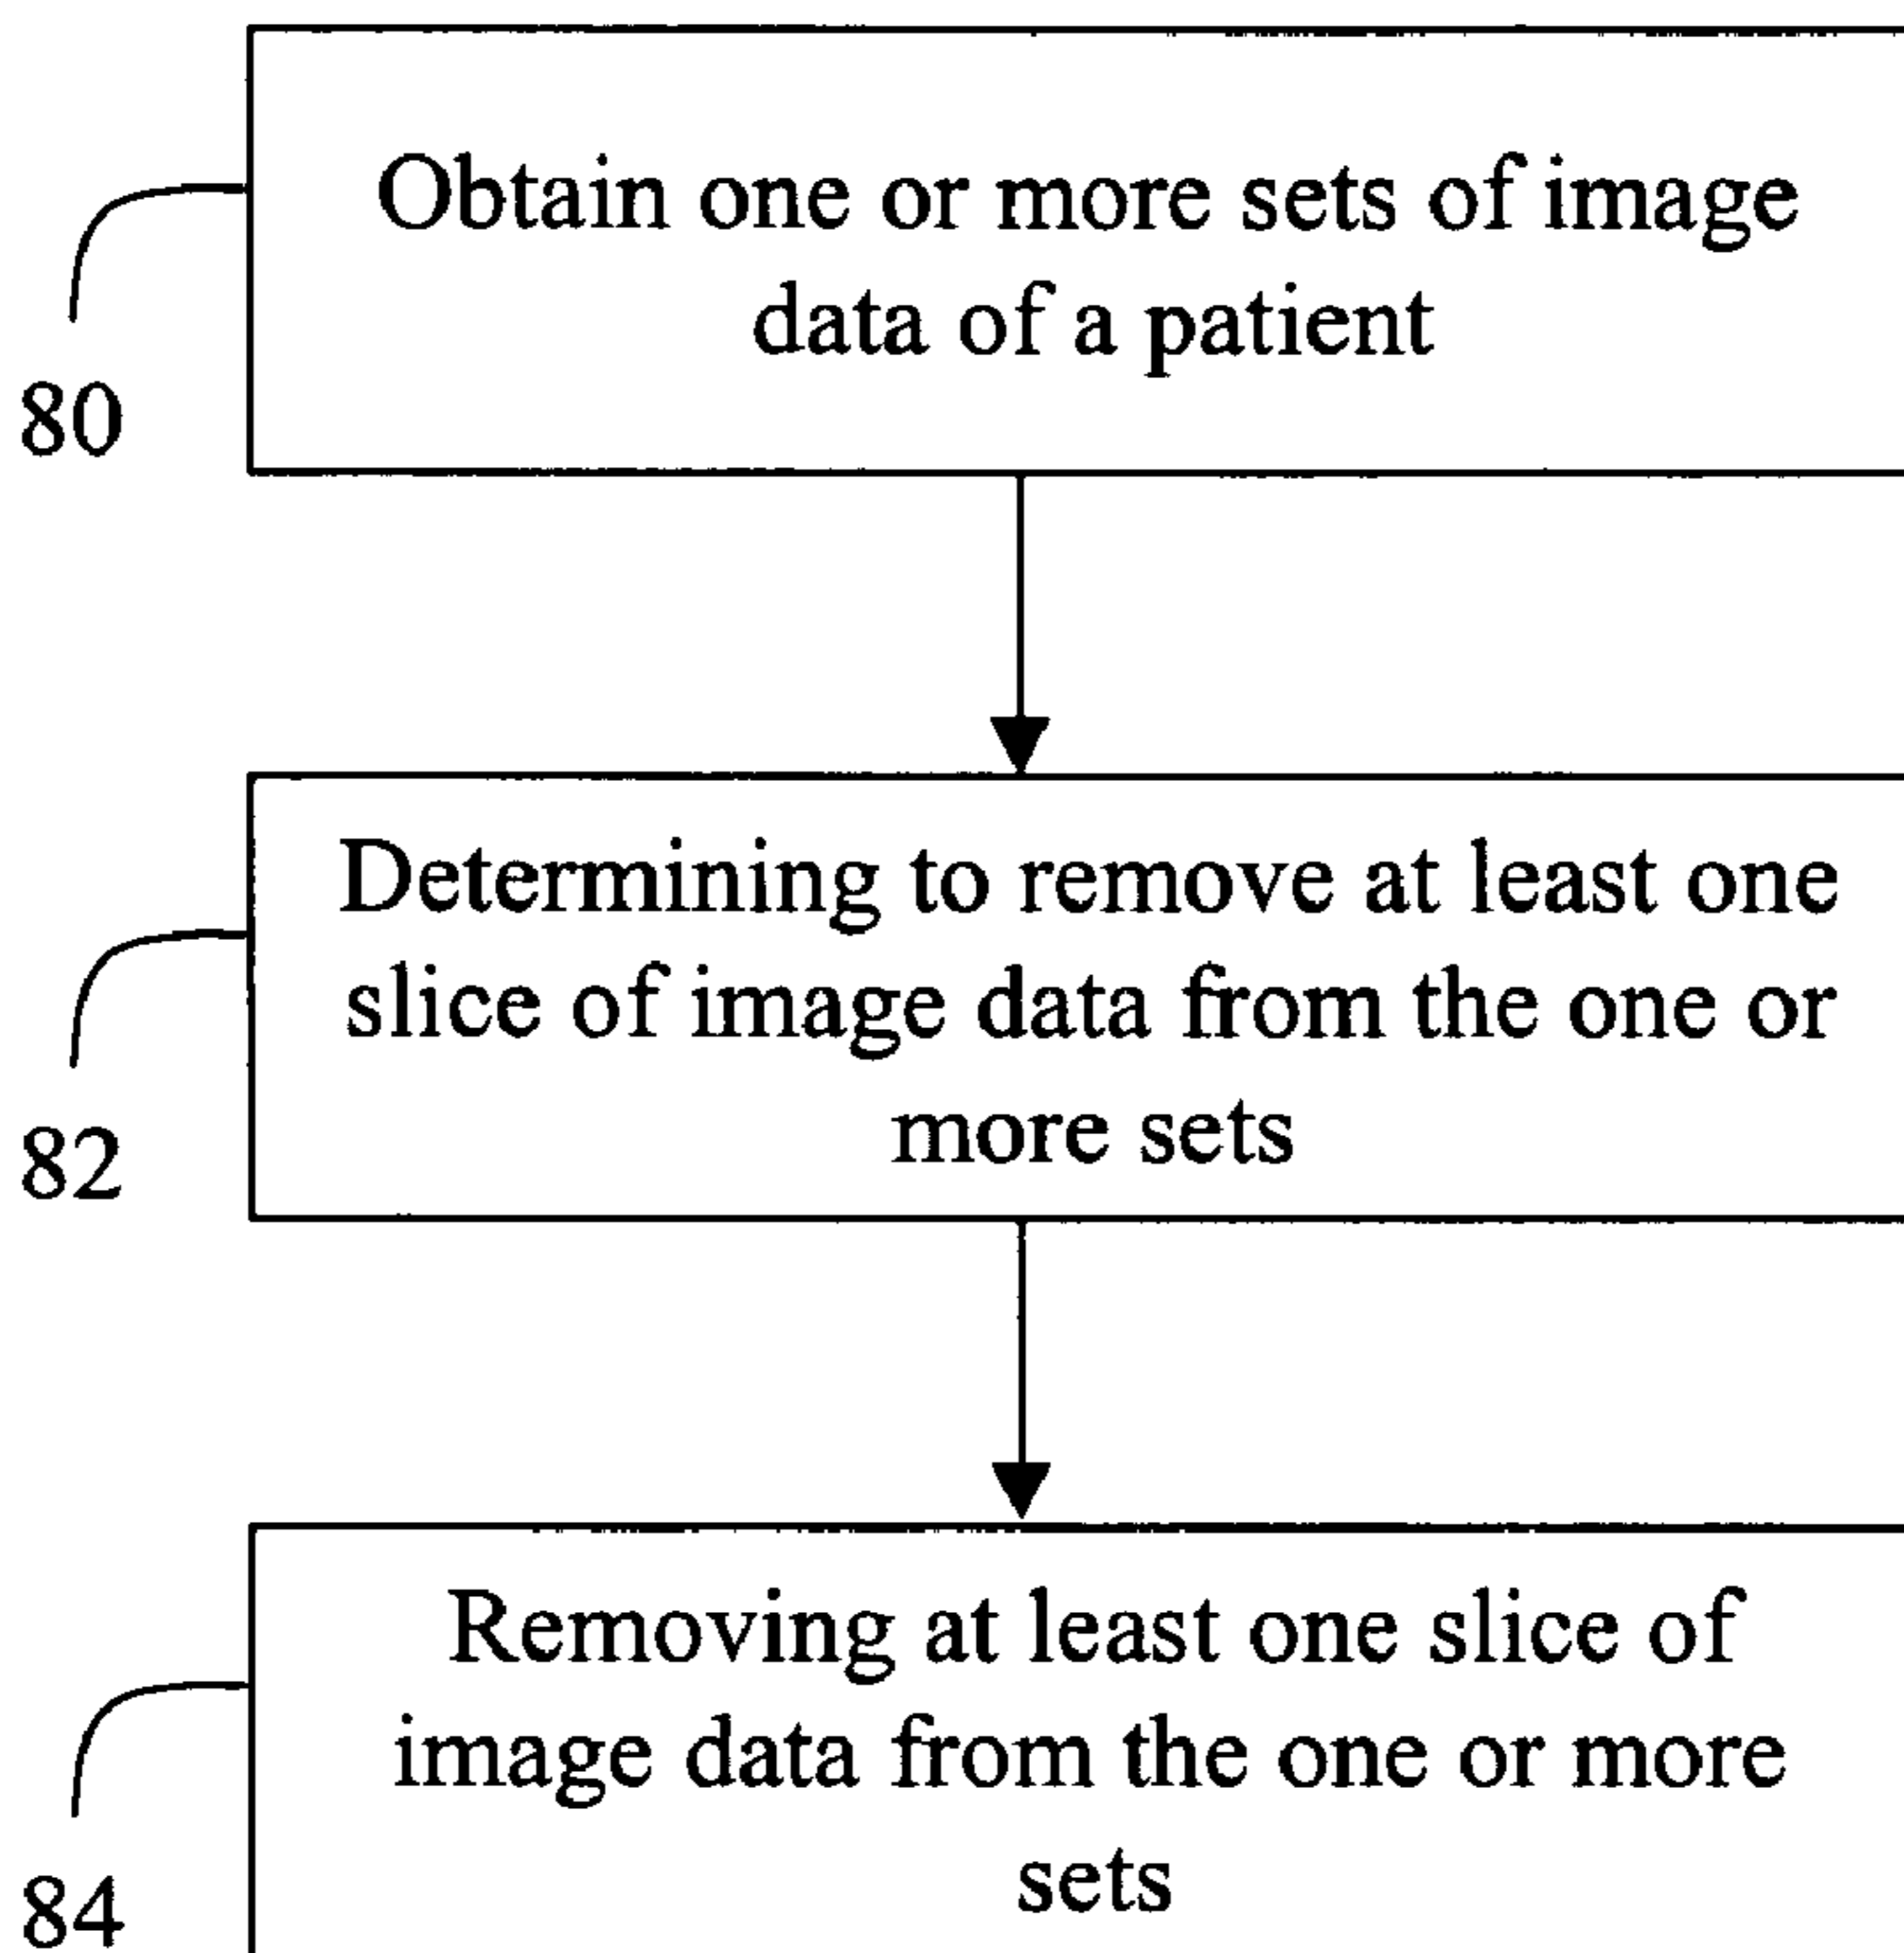 Obtain one or more sets of image
data of a patient
80
Determining to remove at least one
slice of image data from the one or
more sets
82
Removing at least one slice of
image data from the one or more
sets
84